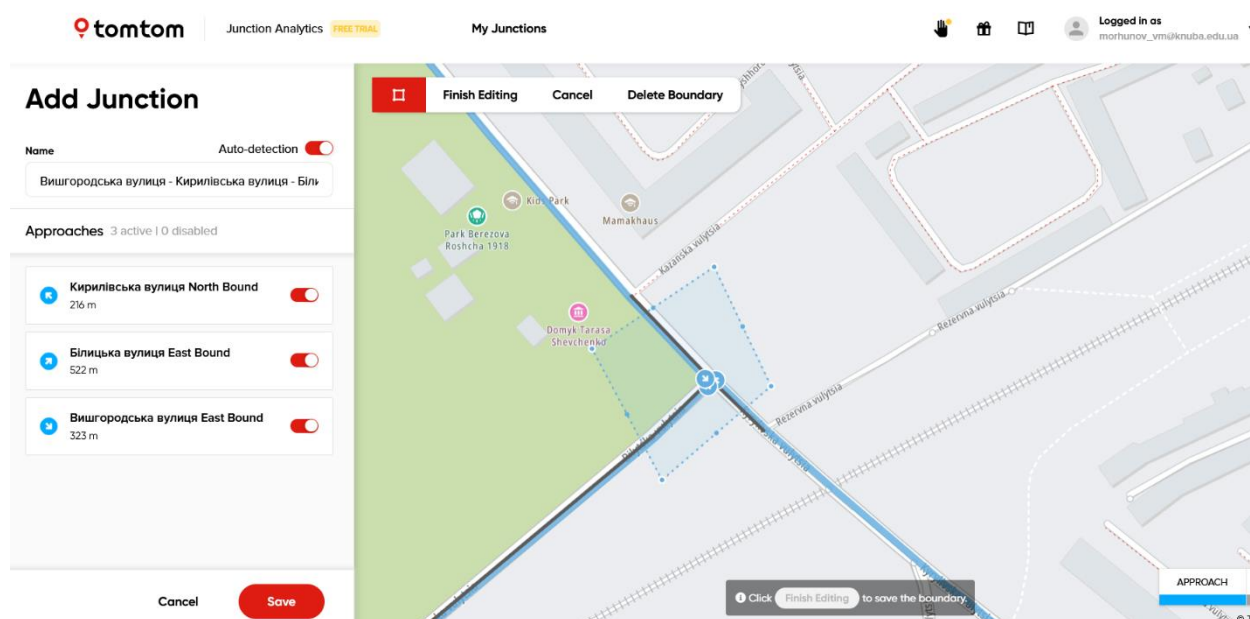 tomtom
Junction Analytics FREE TRIAL
My Junctions
Logged in as
morhunov_vm@knuba.edu.ua
Add Junction
Name
Auto-detection
Вишгородська вулиця - Кирилівська вулиця - Біли
Approaches 3 active | 0 disabled
Кирилівська вулиця North Bound
216 m
Білицька вулиця East Bound
522 m
Вишгородська вулиця East Bound
323 m
Cancel
Save
Finish Editing
Cancel
Delete Boundary
Kids Park
Mamakhaus
Park Berezova
Roshcha 1918
Kazanska vulytsia
Domyk Tarasa
Shevchenko
Rezervna vulytsia
Rezervna vulytsia
Click Finish Editing to save the boundary.
APPROACH